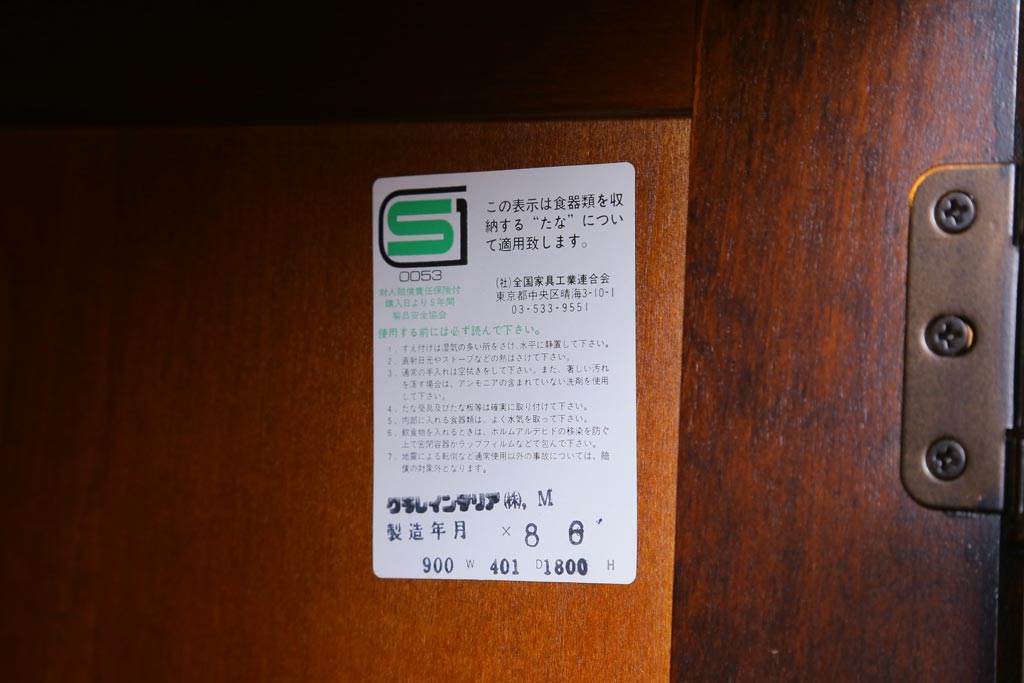 SG
0053
対人賠償責任保険付
購入日より5年間
製品安全協会
この表示は食器類を収
納する“たな”につい
て適用致します。
(社)全国家具工業連合会
東京都中央区晴海3-10-1
03-533-9551
使用する前には必ず読んで下さい。
1. すえ付けは湿気の多い所をさけ、水平に静置して下さい。
2. 直射日光やストーブなどの熱はさけて下さい。
3. 通常の手入れは空拭きをして下さい。また、著しい汚れ
を落す場合は、アンモニアの含まれていない洗剤を使用
して下さい。
4. たな受具及びたな板等は確実に取り付けて下さい。
5. 内部に入れる食器類は、よく水気を取って下さい。
6. 飲食物を入れるときは、ホルムアルデヒドの移染を防ぐ
上で密閉容器かラップフィルムなどで包んで下さい。
7. 地震による転倒など通常使用以外の事故については、賠
償の対象外となります。
インテリア(株), M
製造年月 × 8 6
900 W 401 D 1800 H